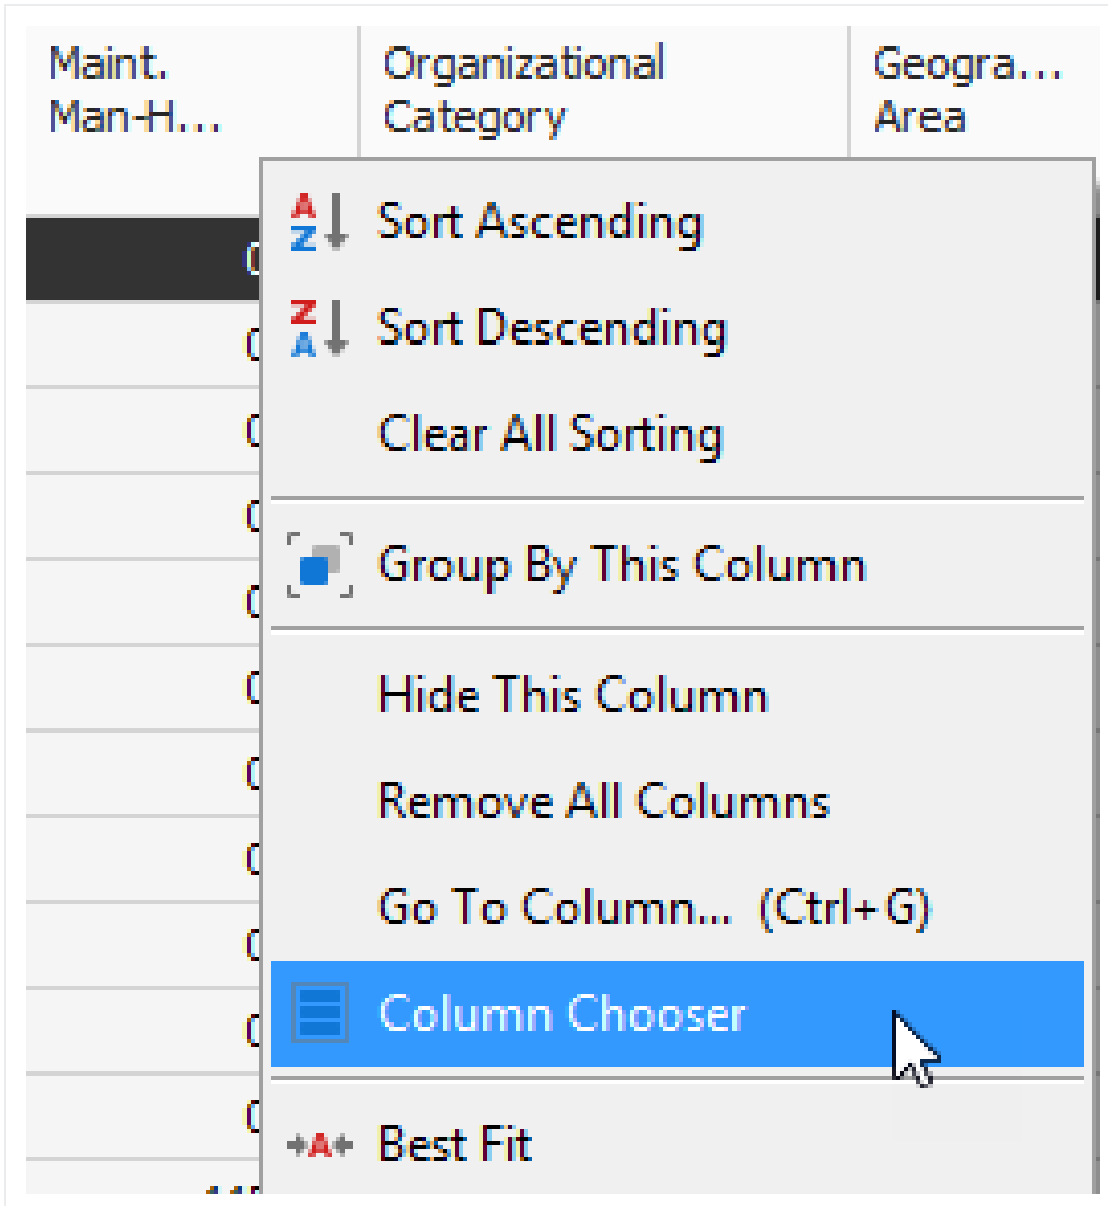 Maint.
Man-H...
Organizational
Category
Geogra...
Area
Sort Ascending
Sort Descending
Clear All Sorting
Group By This Column
Hide This Column
Remove All Columns
Go To Column... (Ctrl+G)
Column Chooser
Best Fit